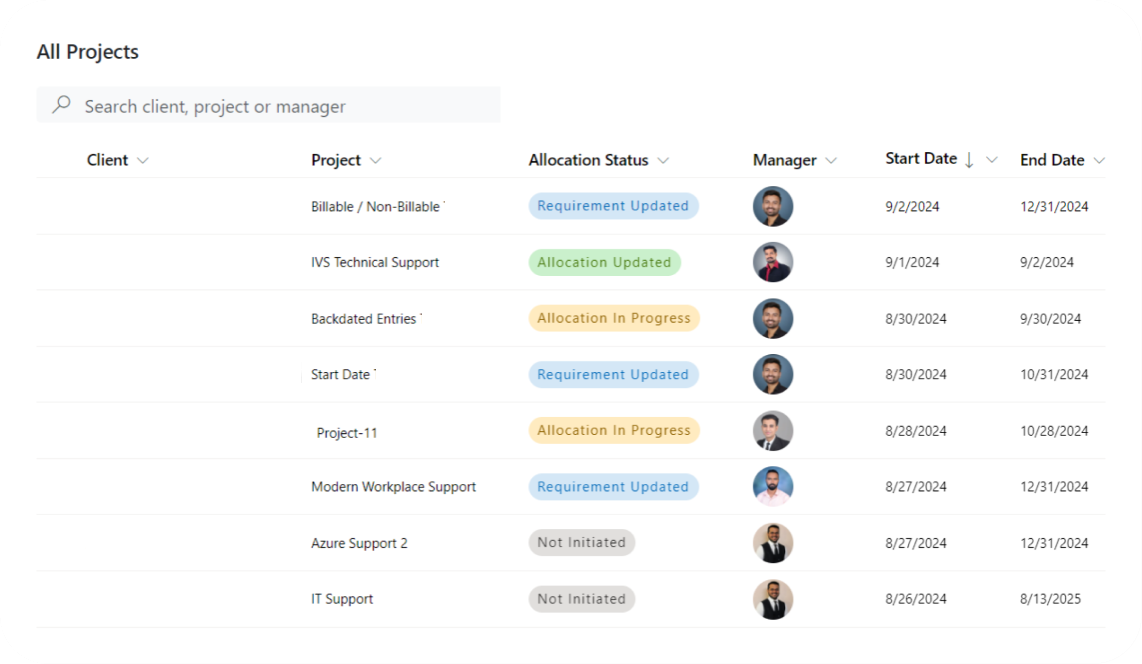 All Projects
Search client, project or manager
Client Project Allocation Status Manager Start Date End Date
Billable / Non-Billable Requirement Updated 9/2/2024 12/31/2024
IVS Technical Support Allocation Updated 9/1/2024 9/2/2024
Backdated Entries Allocation In Progress 8/30/2024 9/30/2024
Start Date Requirement Updated 8/30/2024 10/31/2024
Project-11 Allocation In Progress 8/28/2024 10/28/2024
Modern Workplace Support Requirement Updated 8/27/2024 12/31/2024
Azure Support 2 Not Initiated 8/27/2024 12/31/2024
IT Support Not Initiated 8/26/2024 8/13/2025